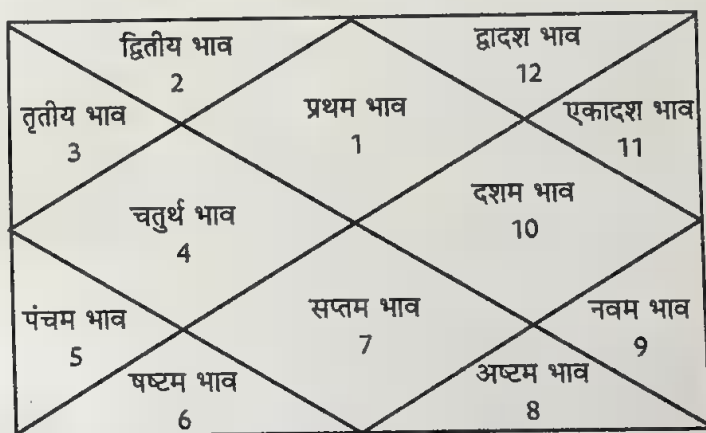 द्वितीय भाव
2
द्वादश भाव
12
तृतीय भाव
3
प्रथम भाव
1
एकादश भाव
11
चतुर्थ भाव
4
दशम भाव
10
पंचम भाव
5
सप्तम भाव
7
नवम भाव
9
षष्टम भाव
6
अष्टम भाव
8